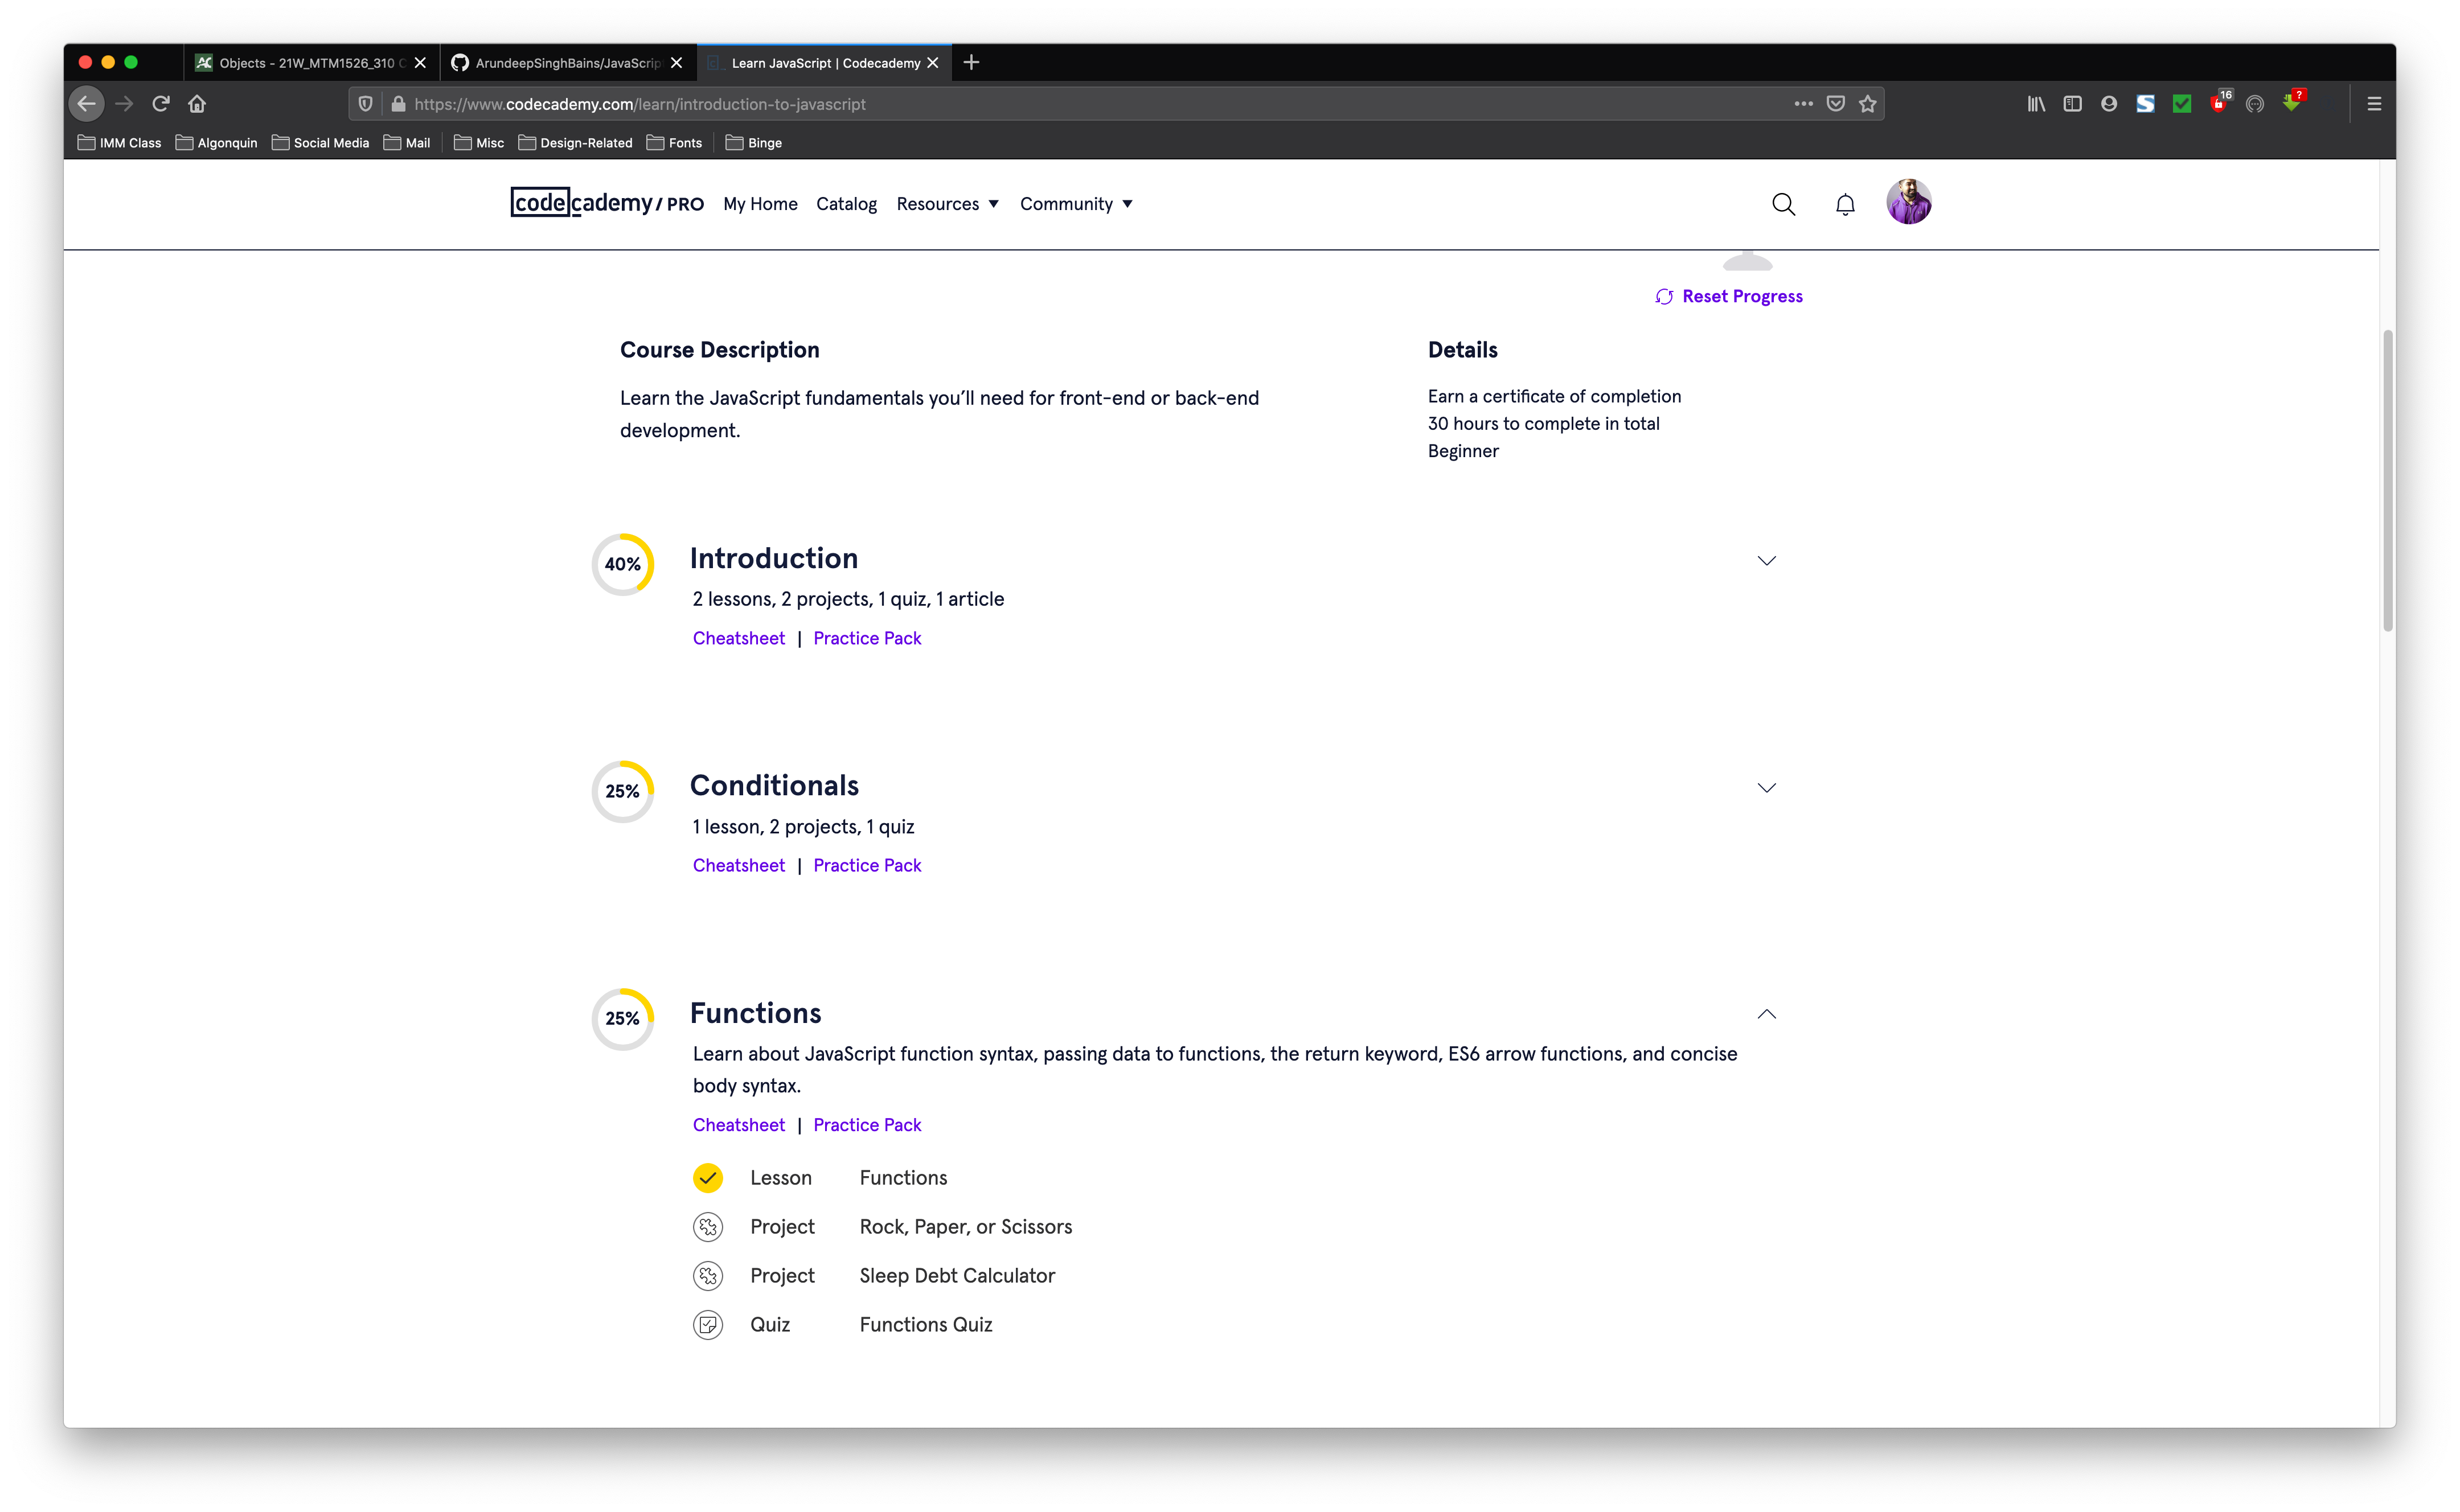 Objects - 21W_MTM1526_310 C
ArundeepSinghBains/JavaScrip
Learn JavaScript | Codecademy
https://www.codecademy.com/learn/introduction-to-javascript
16
?
IMM Class Algonquin Social Media Mail Misc Design-Related Fonts Binge
codecademy / PRO My Home Catalog Resources Community
Reset Progress
Course Description
Learn the JavaScript fundamentals you’ll need for front-end or back-end
development.
Details
Earn a certificate of completion
30 hours to complete in total
Beginner
40% Introduction
2 lessons, 2 projects, 1 quiz, 1 article
Cheatsheet | Practice Pack
25% Conditionals
1 lesson, 2 projects, 1 quiz
Cheatsheet | Practice Pack
25% Functions
Learn about JavaScript function syntax, passing data to functions, the return keyword, ES6 arrow functions, and concise
body syntax.
Cheatsheet | Practice Pack
Lesson Functions
Project Rock, Paper, or Scissors
Project Sleep Debt Calculator
Quiz Functions Quiz